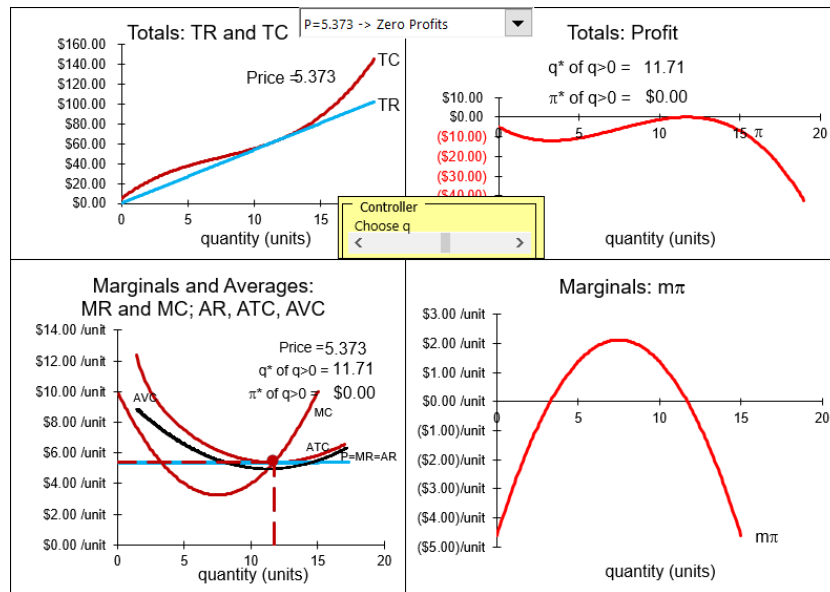 P=5.373 -> Zero Profits
Totals: TR and TC
$160.00
$140.00
$120.00
$100.00
$80.00
$60.00
$40.00
$20.00
$0.00
Price =5.373
TC
TR
0
5
10
15
quantity (units)
Totals: Profit
q* of q>0 = 11.71
π* of q>0 = $0.00
$10.00
$0.00
($10.00)
($20.00)
($30.00)
($40.00)
0
5
10
15
20
π
quantity (units)
Controller
Choose q
Marginals and Averages:
MR and MC; AR, ATC, AVC
$14.00 /unit
$12.00 /unit
$10.00 /unit
$8.00 /unit
$6.00 /unit
$4.00 /unit
$2.00 /unit
$0.00 /unit
Price =5.373
q* of q>0 = 11.71
π* of q>0 = $0.00
AVC
MC
ATC
P=MR=AR
0
5
10
15
20
quantity (units)
Marginals: mπ
$3.00 /unit
$2.00 /unit
$1.00 /unit
$0.00 /unit
($1.00)/unit
($2.00)/unit
($3.00)/unit
($4.00)/unit
($5.00)/unit
0
5
10
15
20
mπ
quantity (units)